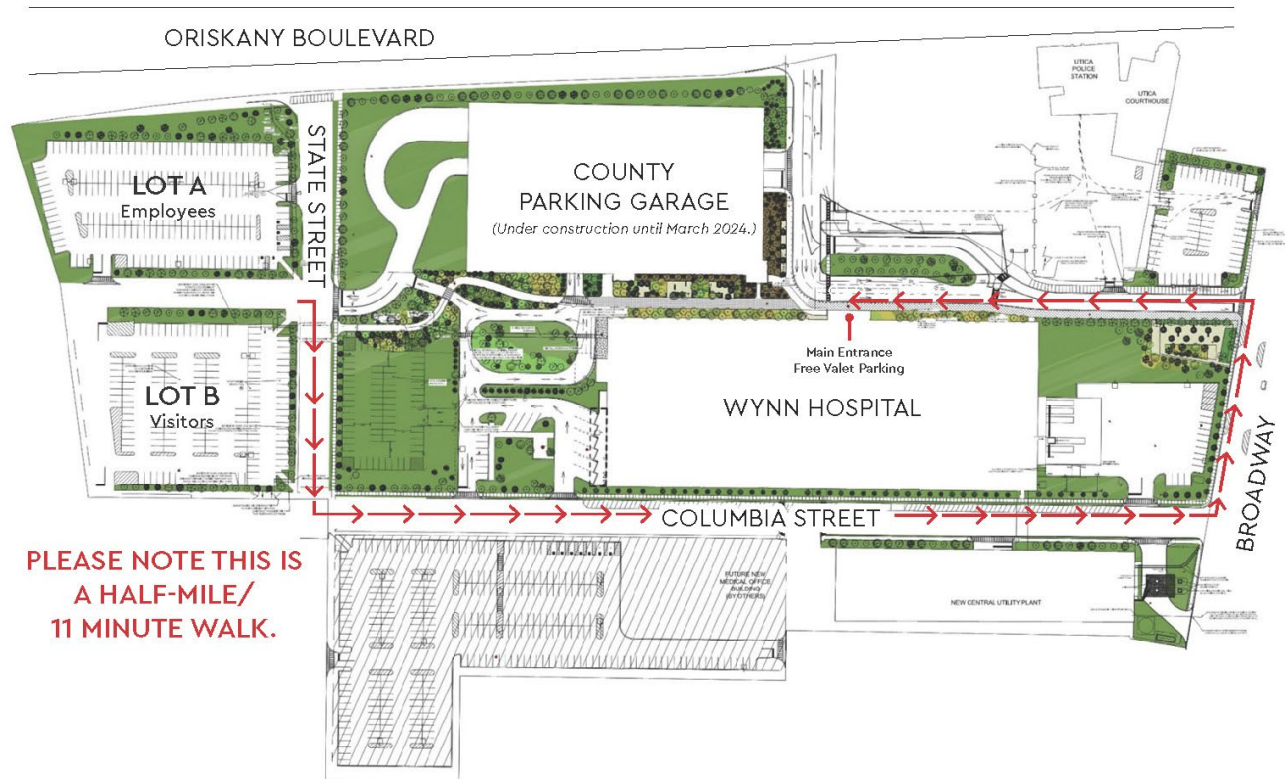 ORISKANY BOULEVARD
UTICA
POLICE
STATION
UTICA
COURTHOUSE
STATE STREET
LOT A
Employees
COUNTY
PARKING GARAGE
(Under construction until March 2024.)
Main Entrance
Free Valet Parking
LOT B
Visitors
WYNN HOSPITAL
BROADWAY
COLUMBIA STREET
PLEASE NOTE THIS IS
A HALF-MILE/
11 MINUTE WALK.
FUTURE NEW
MEDICAL OFFICE
BUILDING
(BY OTHERS)
NEW CENTRAL UTILITY PLANT